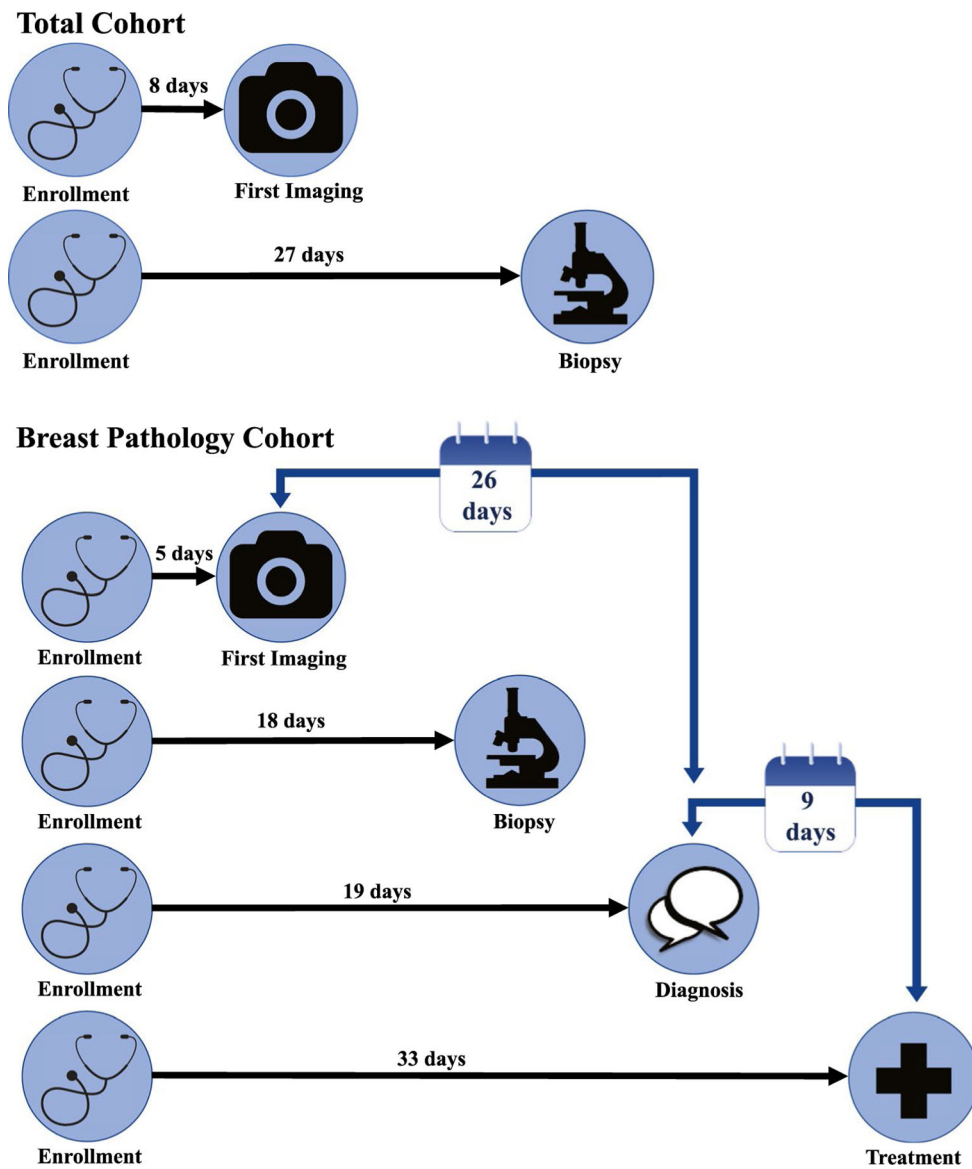 Total Cohort
8 days
Enrollment
First Imaging
27 days
Enrollment
Biopsy
Breast Pathology Cohort
26
days
5 days
Enrollment
First Imaging
18 days
Enrollment
Biopsy
9
days
19 days
Enrollment
Diagnosis
33 days
Enrollment
Treatment